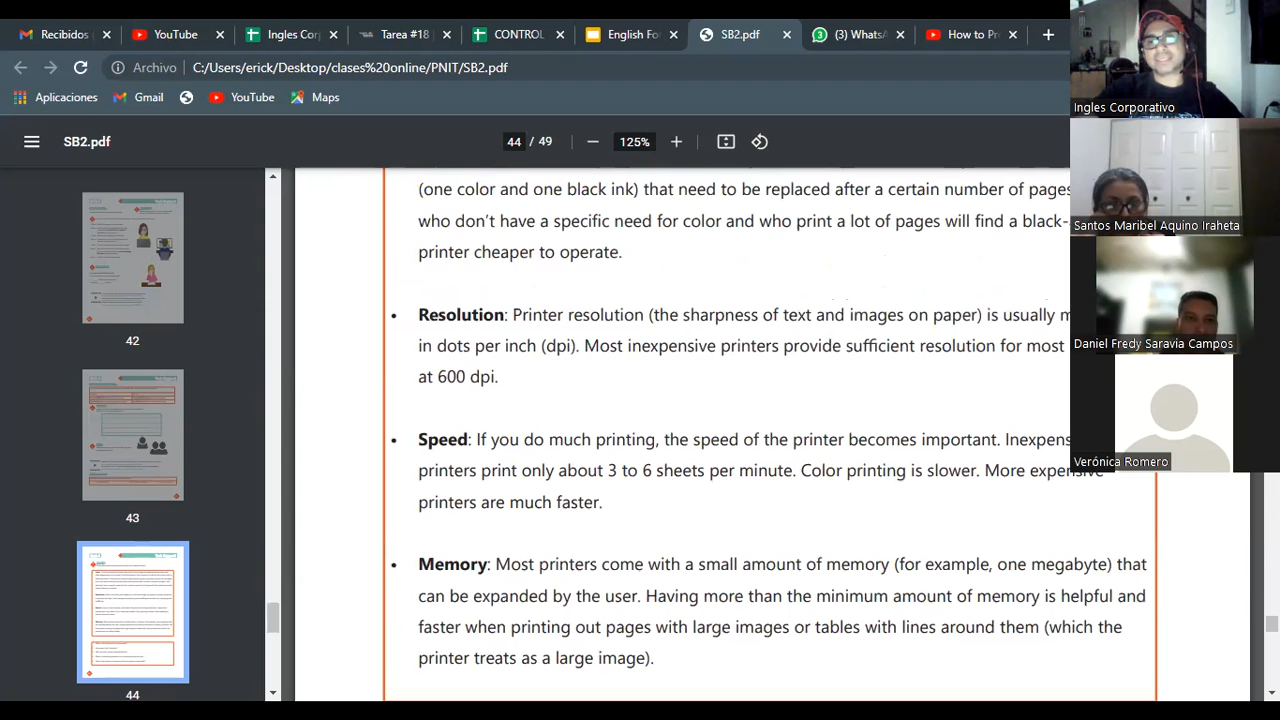 Recibidos (
YouTube
Ingles Cor
Tarea #18
CONTROL
English Fo
SB2.pdf
(3) WhatsA
How to Pr
Archivo
C:/Users/erick/Desktop/clases%20online/PNIT/SB2.pdf
Aplicaciones
Gmail
YouTube
Maps
SB2.pdf
44 / 49
125%
Ingles Corporativo
Santos Maribel Aquino Iraheta
Daniel Fredy Saravia Campos
Verónica Romero
42
43
44
(one color and one black ink) that need to be replaced after a certain number of pages
who don't have a specific need for color and who print a lot of pages will find a black-
printer cheaper to operate.
• Resolution: Printer resolution (the sharpness of text and images on paper) is usually m
in dots per inch (dpi). Most inexpensive printers provide sufficient resolution for most
at 600 dpi.
• Speed: If you do much printing, the speed of the printer becomes important. Inexpens
printers print only about 3 to 6 sheets per minute. Color printing is slower. More expensive
printers are much faster.
• Memory: Most printers come with a small amount of memory (for example, one megabyte) that
can be expanded by the user. Having more than the minimum amount of memory is helpful and
faster when printing out pages with large images or tables with lines around them (which the
printer treats as a large image).